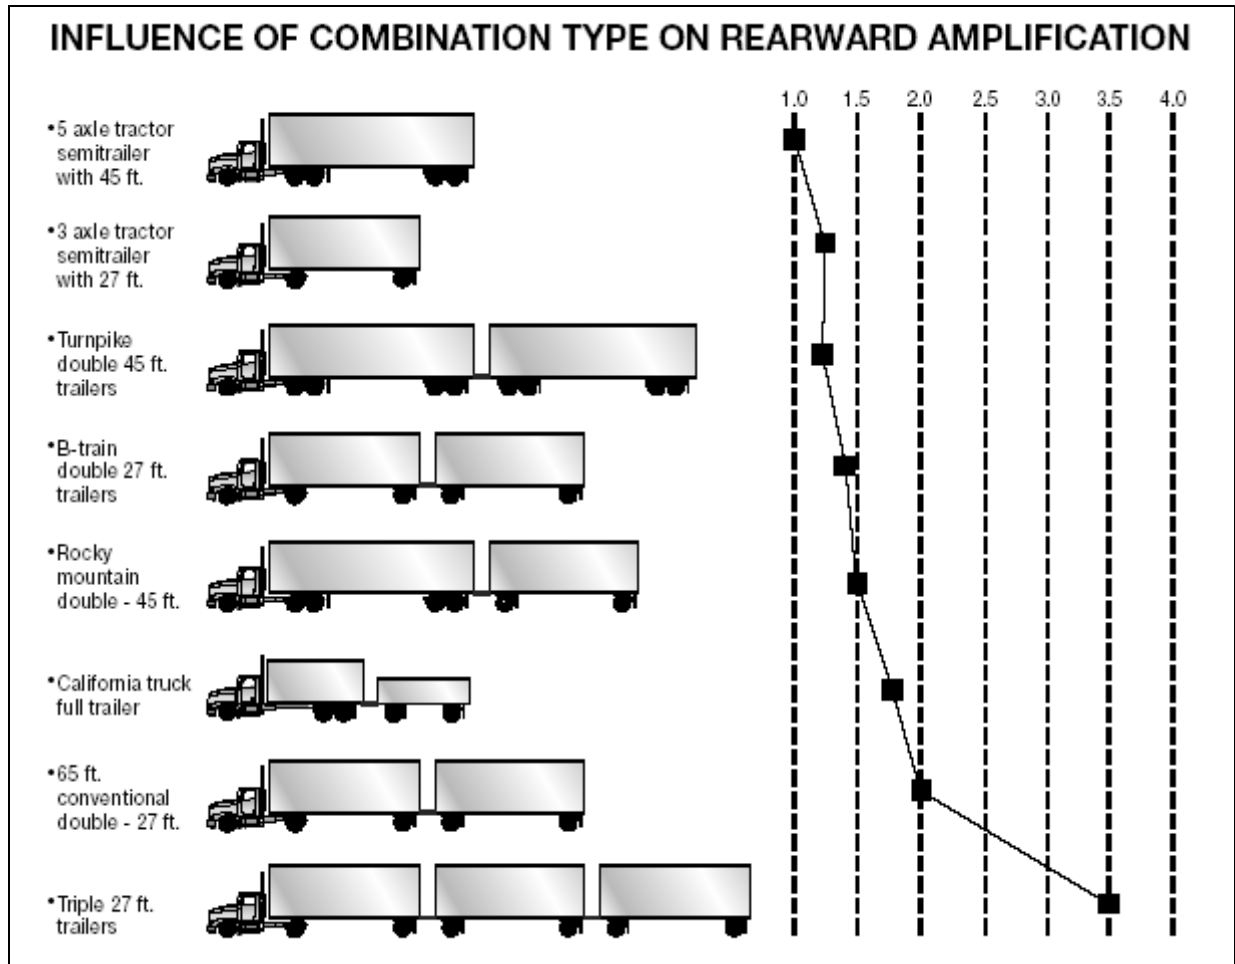 INFLUENCE OF COMBINATION TYPE ON REARWARD AMPLIFICATION
1.0 1.5 2.0 2.5 3.0 3.5 4.0
•5 axle tractor
semitrailer
with 45 ft.
•3 axle tractor
semitrailer
with 27 ft.
•Turnpike
double 45 ft.
trailers
•B-train
double 27 ft.
trailers
•Rocky
mountain
double - 45 ft.
•California truck
full trailer
•65 ft.
conventional
double - 27 ft.
•Triple 27 ft.
trailers